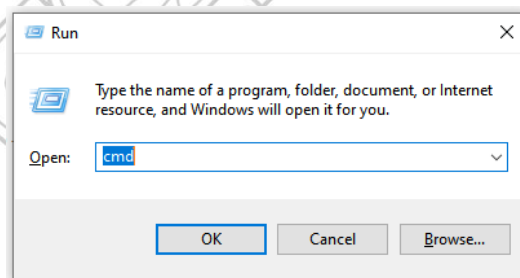 Run
Type the name of a program, folder, document, or Internet
resource, and Windows will open it for you.
Open: cmd
OK Cancel Browse...